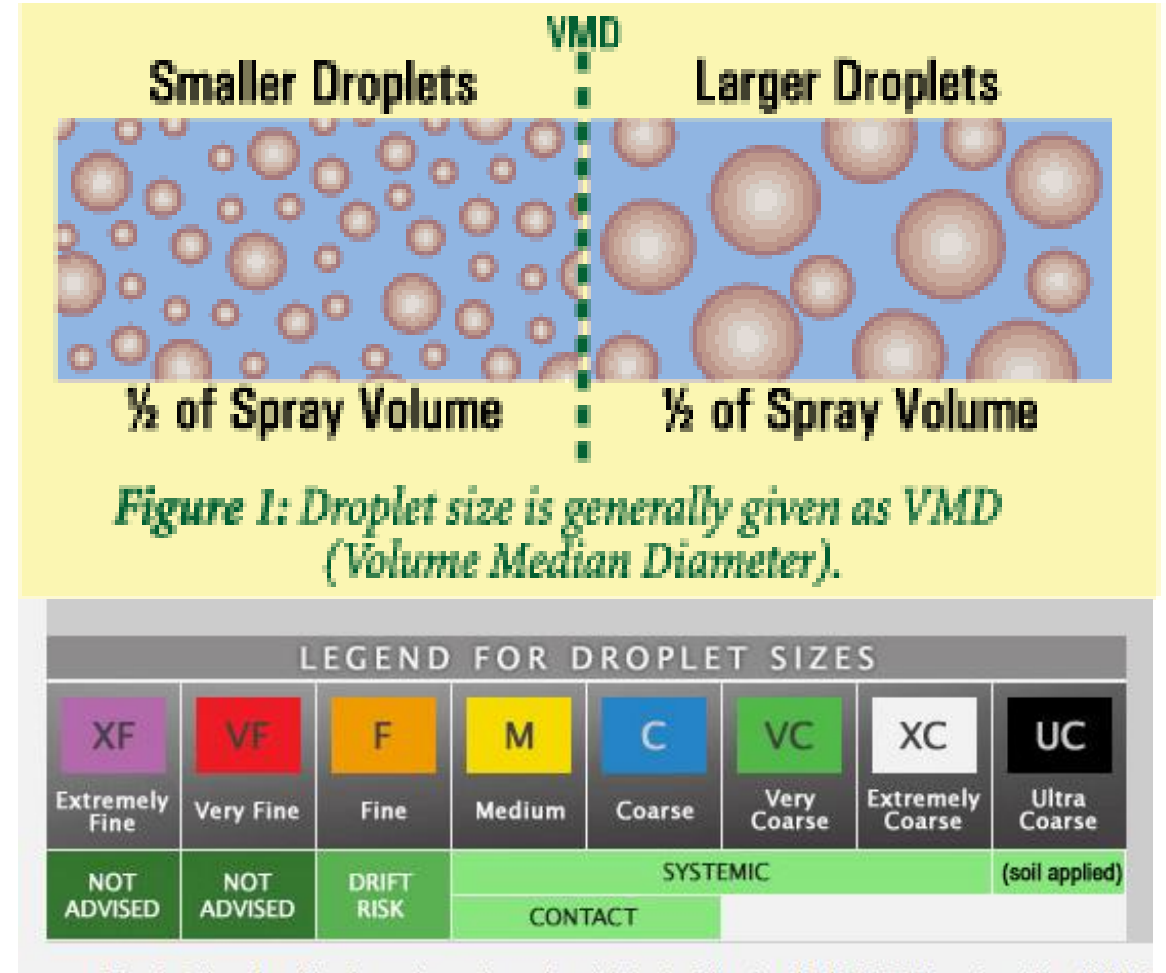 VMD
Smaller Droplets Larger Droplets
½ of Spray Volume ½ of Spray Volume
Figure 1: Droplet size is generally given as VMD
(Volume Median Diameter).
LEGEND FOR DROPLET SIZES
XF VF F M C VC XC UC
Extremely Fine Very Fine Fine Medium Coarse Very Coarse Extremely Coarse Ultra Coarse
NOT ADVISED NOT ADVISED DRIFT RISK SYSTEMIC (soil applied)
CONTACT